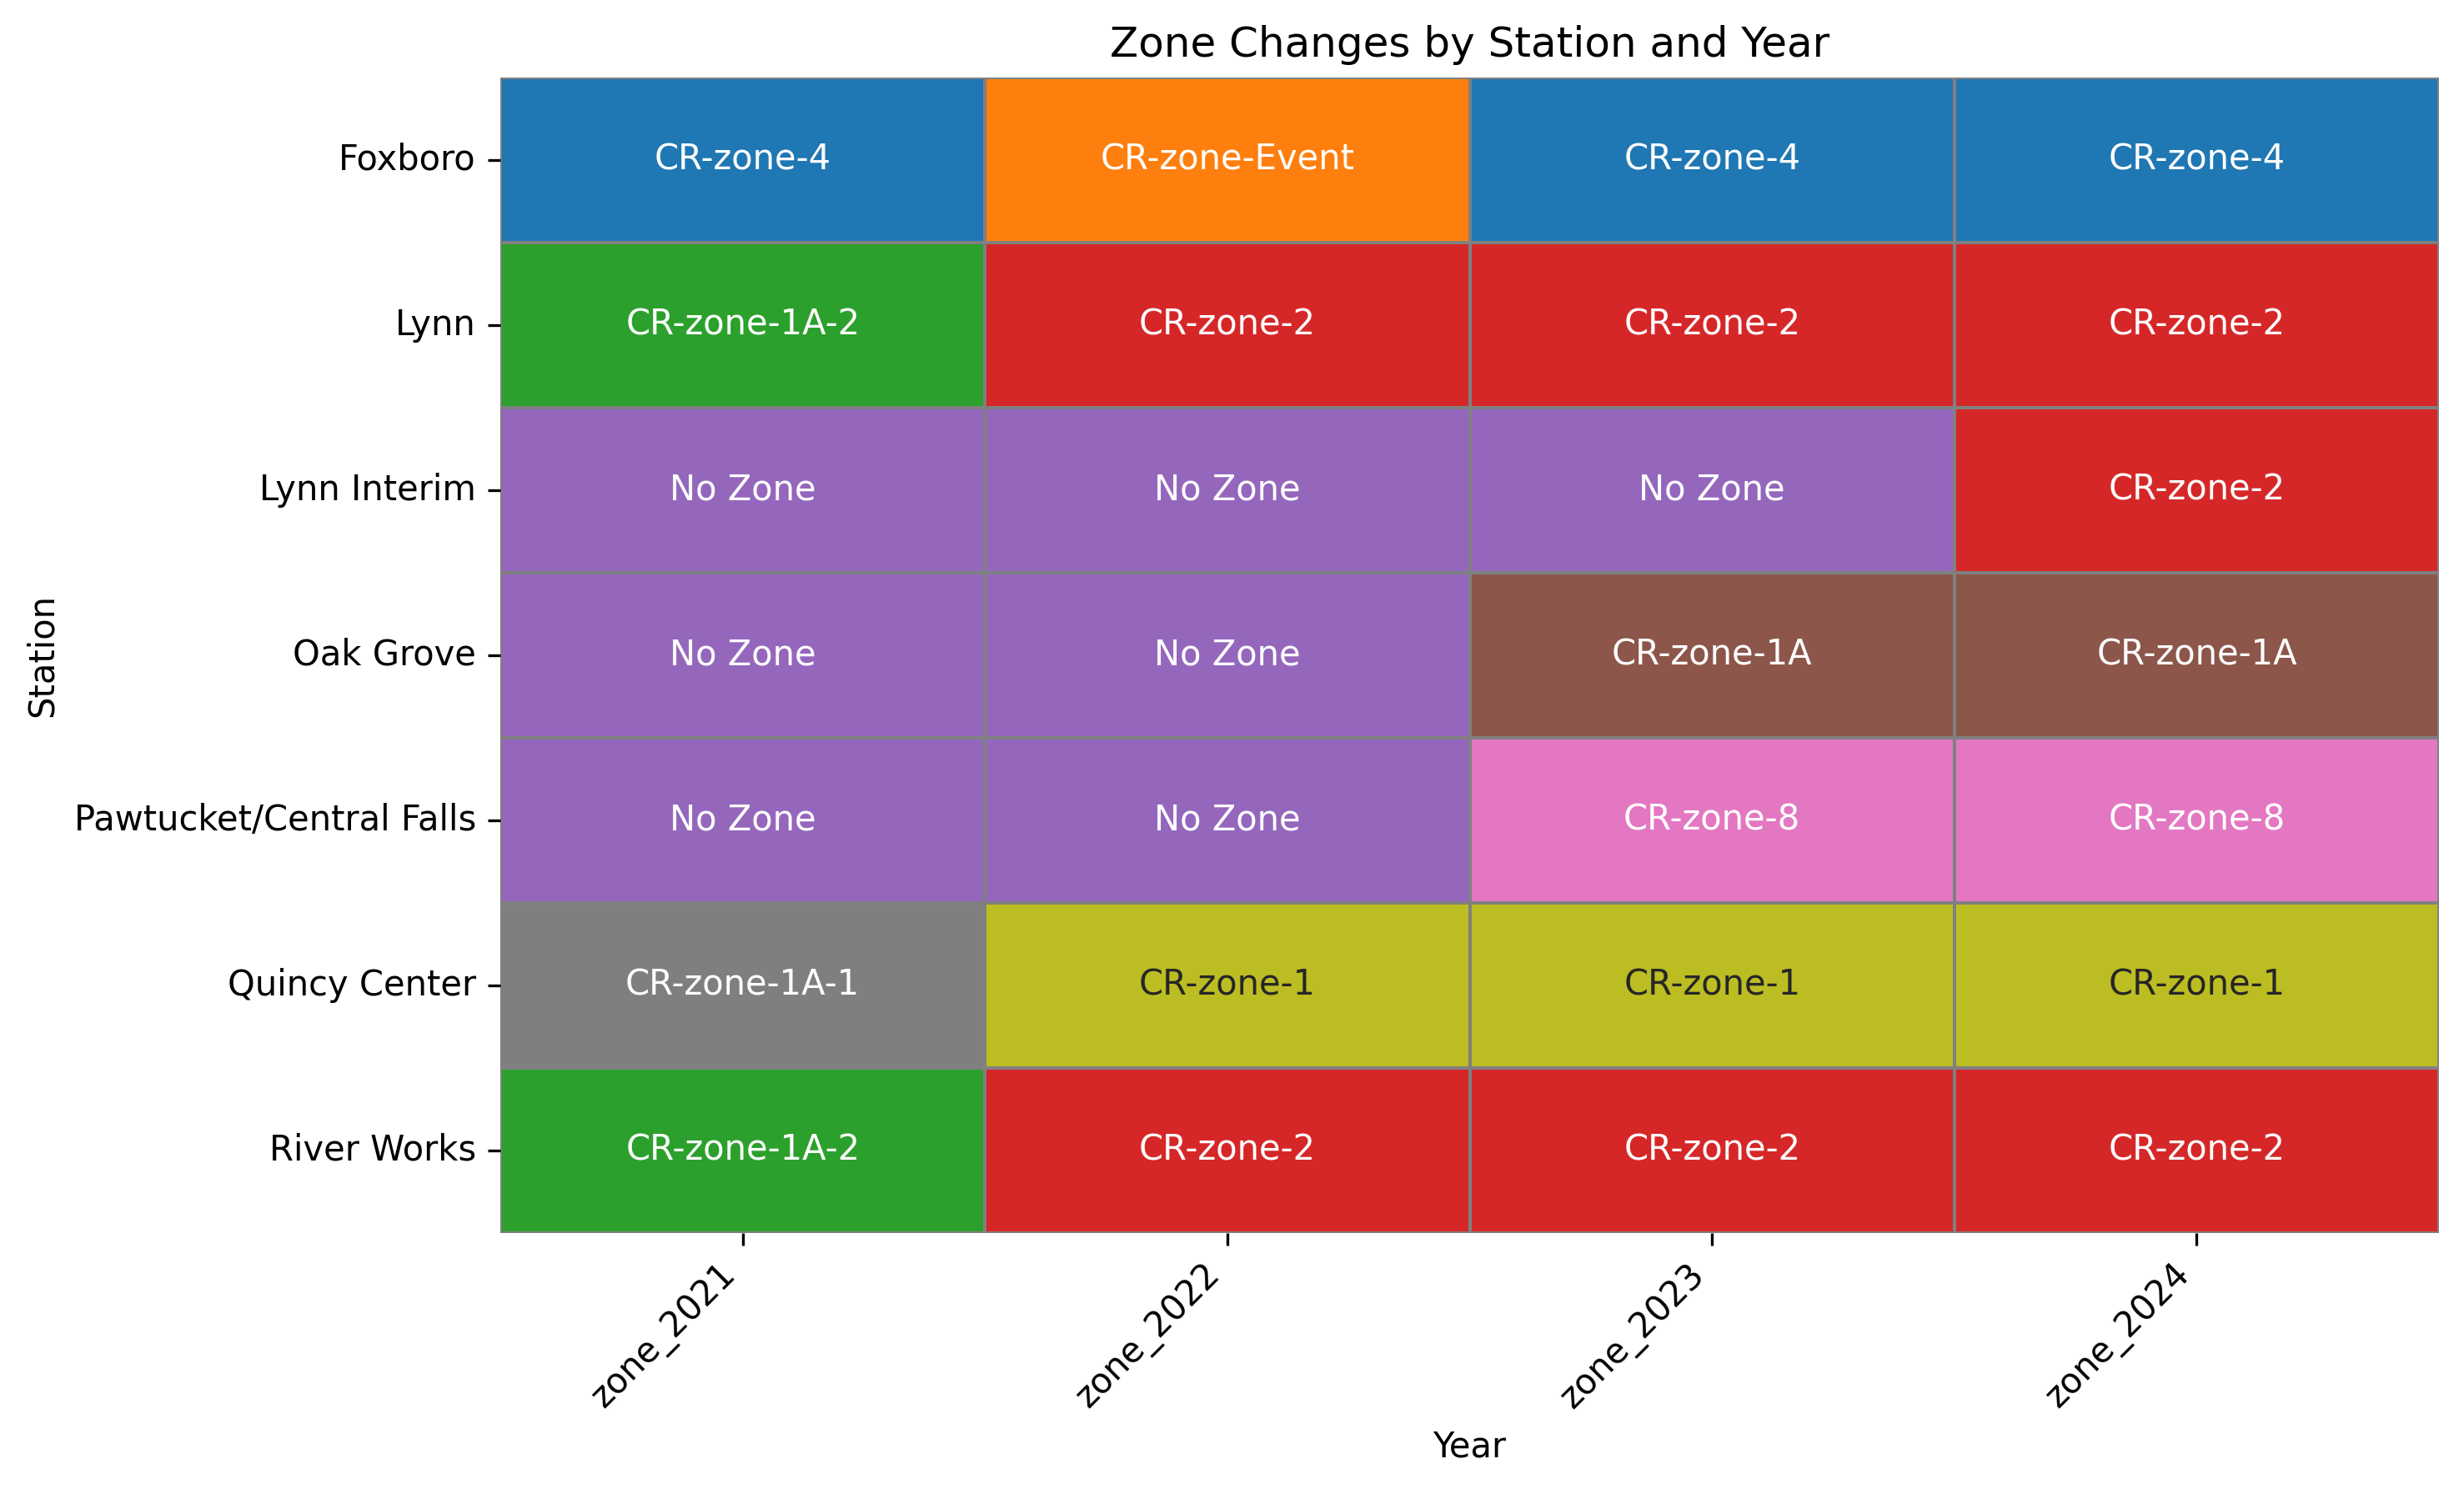 Zone Changes by Station and Year
Station
Foxboro CR-zone-4 CR-zone-Event CR-zone-4 CR-zone-4
Lynn CR-zone-1A-2 CR-zone-2 CR-zone-2 CR-zone-2
Lynn Interim No Zone No Zone No Zone CR-zone-2
Oak Grove No Zone No Zone CR-zone-1A CR-zone-1A
Pawtucket/Central Falls No Zone No Zone CR-zone-8 CR-zone-8
Quincy Center CR-zone-1A-1 CR-zone-1 CR-zone-1 CR-zone-1
River Works CR-zone-1A-2 CR-zone-2 CR-zone-2 CR-zone-2
zone_2021 zone_2022 zone_2023 zone_2024
Year